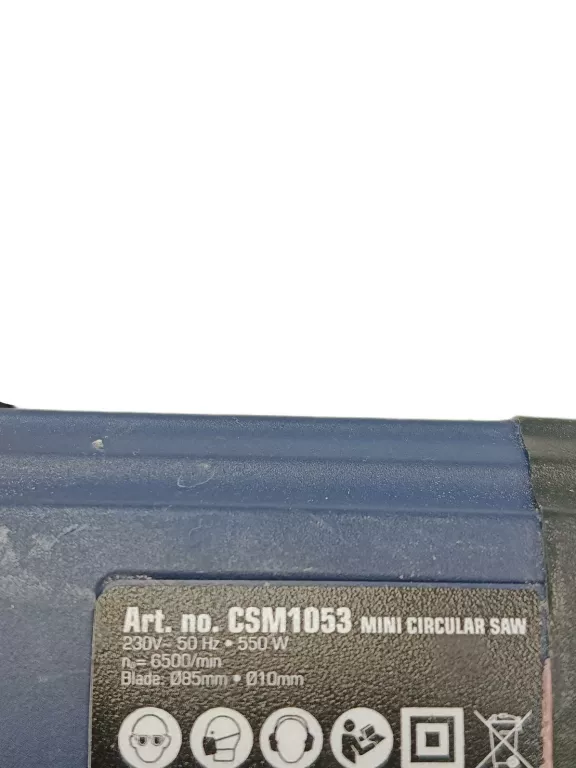 Art. no. CSM1053 MINI CIRCULAR SAW
230V~ 50 Hz • 550 W
n₀= 6500/min
Blade: Ø85mm • Ø10mm